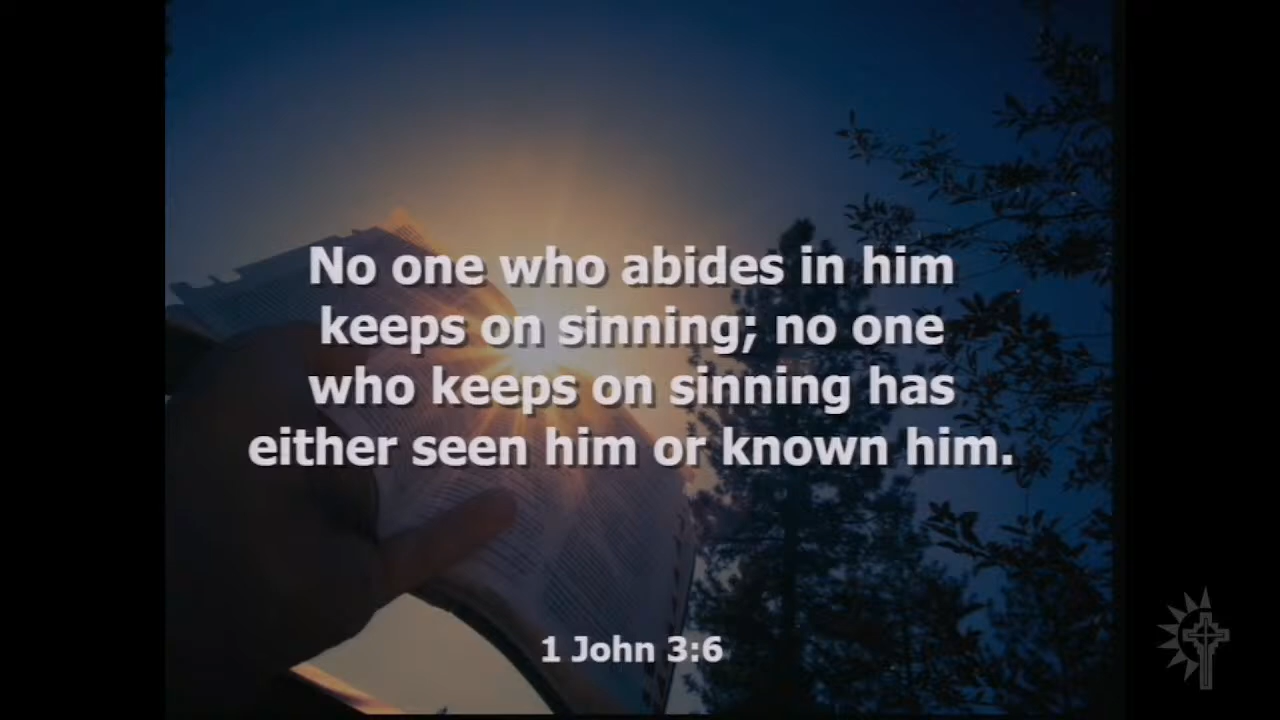 No one who abides in him
keeps on sinning; no one
who keeps on sinning has
either seen him or known him.
1 John 3:6